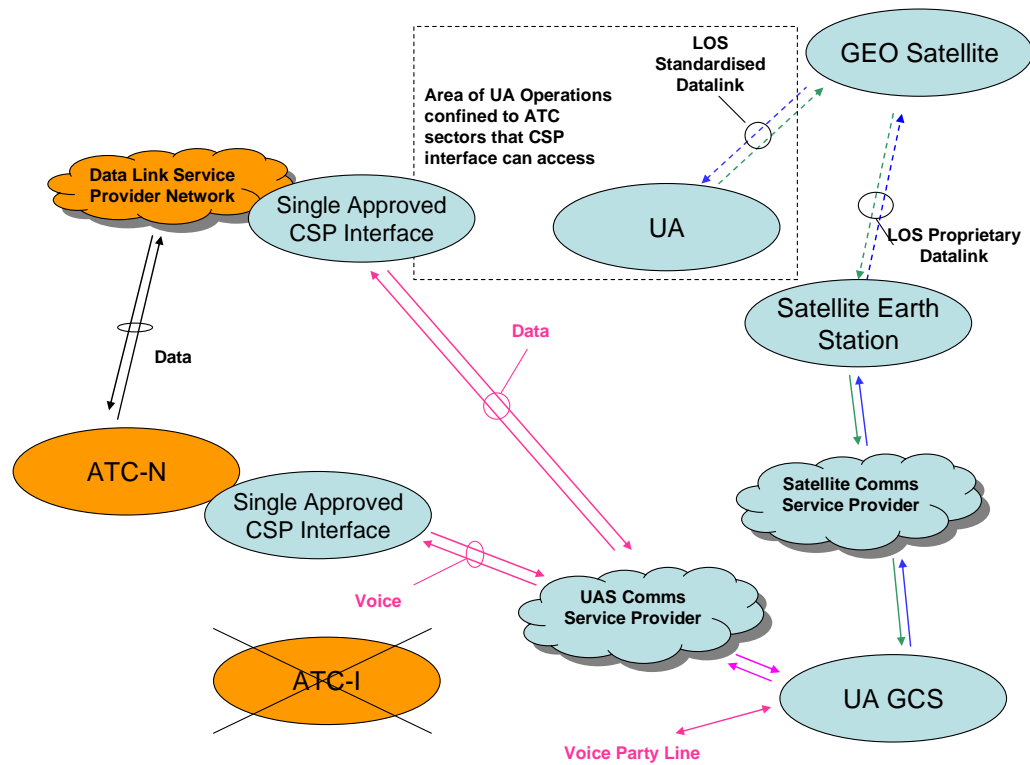 LOS
Standardised
Datalink
GEO Satellite
Area of UA Operations
confined to ATC
sectors that CSP
interface can access
Data Link Service
Provider Network
Single Approved
CSP Interface
UA
LOS Proprietary
Datalink
Satellite Earth
Station
Data
Data
ATC-N
Single Approved
CSP Interface
Satellite Comms
Service Provider
Voice
UAS Comms
Service Provider
ATC-I
UA GCS
Voice Party Line